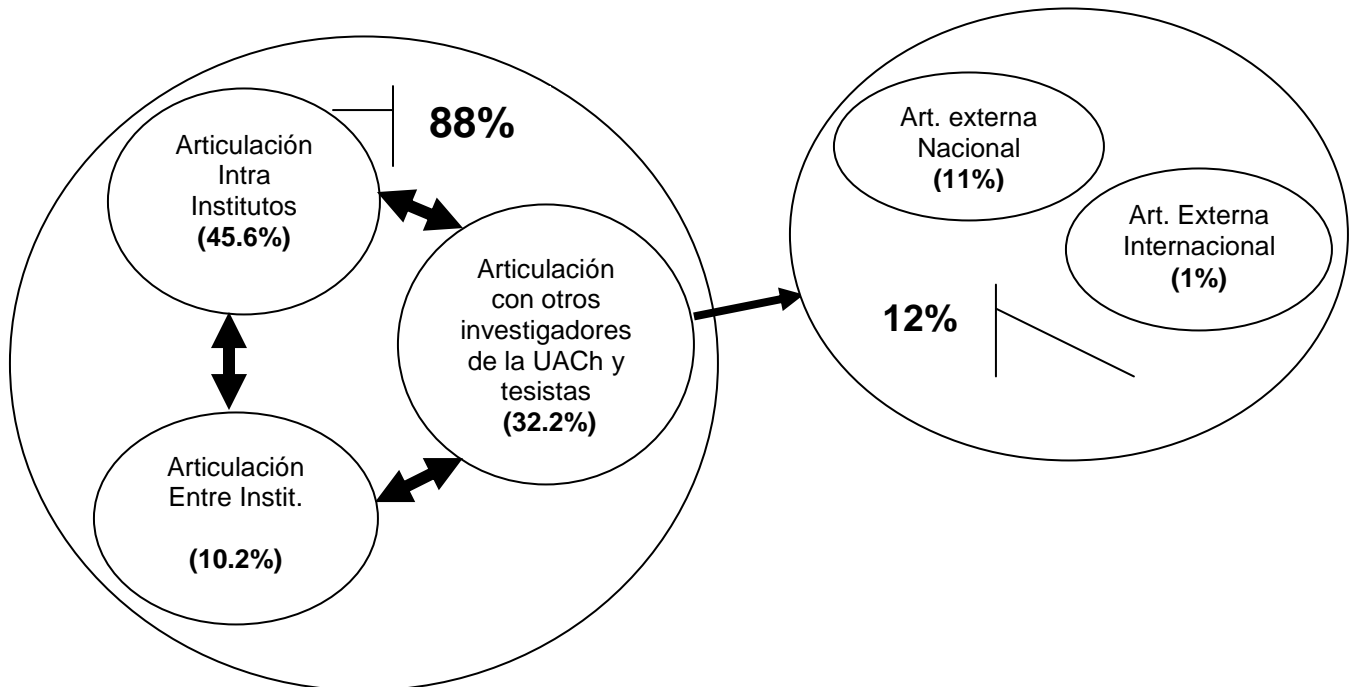 Articulación
Intra
Institutos
(45.6%)
88%
Articulación
con otros
investigadores
de la UACh y
tesistas
(32.2%)
Articulación
Entre Instit.
(10.2%)
Art. externa
Nacional
(11%)
Art. Externa
Internacional
(1%)
12%